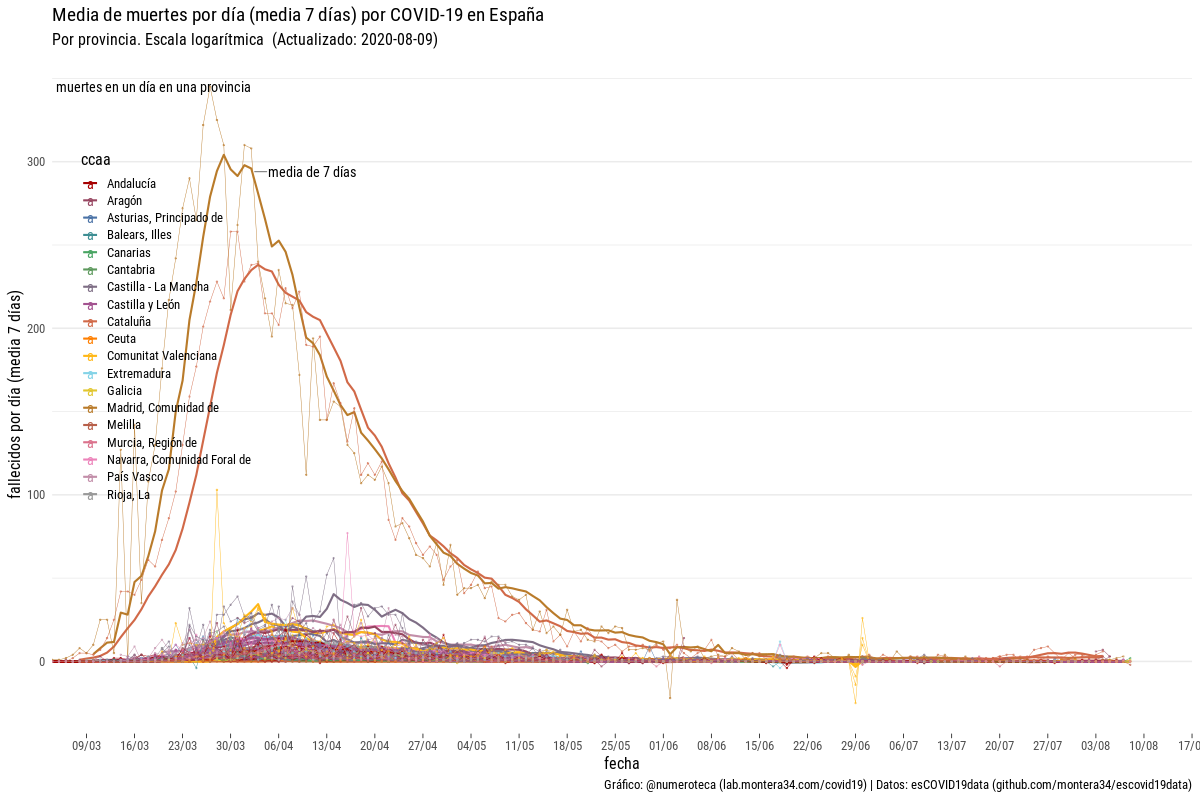 Media de muertes por día (media 7 días) por COVID-19 en España
Por provincia. Escala logarítmica (Actualizado: 2020-08-09)
muertes en un día en una provincia
media de 7 días
ccaa
Andalucía
Aragón
Asturias, Principado de
Balears, Illes
Canarias
Cantabria
Castilla - La Mancha
Castilla y León
Cataluña
Ceuta
Comunitat Valenciana
Extremadura
Galicia
Madrid, Comunidad de
Melilla
Murcia, Región de
Navarra, Comunidad Foral de
País Vasco
Rioja, La
fallecidos por día (media 7 días)
300
200
100
0
09/03 16/03 23/03 30/03 06/04 13/04 20/04 27/04 04/05 11/05 18/05 25/05 01/06 08/06 15/06 22/06 29/06 06/07 13/07 20/07 27/07 03/08 10/08 17/0
fecha
Gráfico: @numeroteca (lab.montera34.com/covid19) | Datos: esCOVID19data (github.com/montera34/escovid19data)